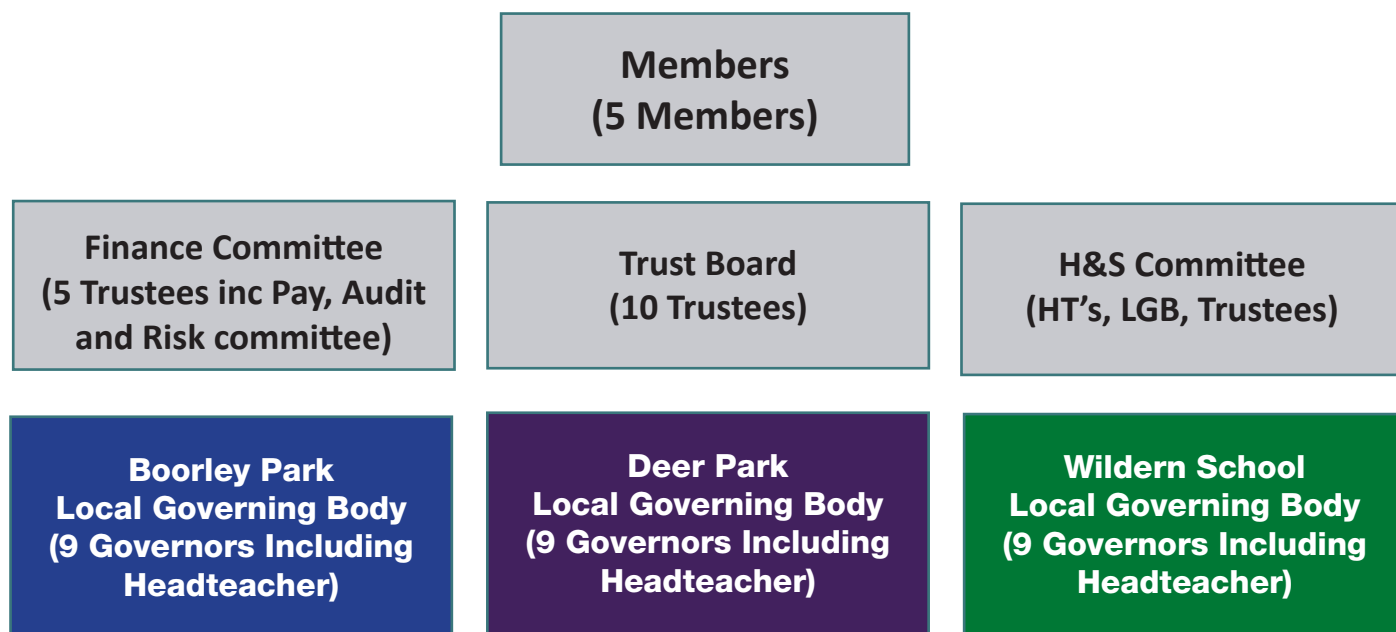 Members
(5 Members)
Finance Committee
(5 Trustees inc Pay, Audit
and Risk committee)
Trust Board
(10 Trustees)
H&S Committee
(HT’s, LGB, Trustees)
Boorley Park
Local Governing Body
(9 Governors Including
Headteacher)
Deer Park
Local Governing Body
(9 Governors Including
Headteacher)
Wildern School
Local Governing Body
(9 Governors Including
Headteacher)